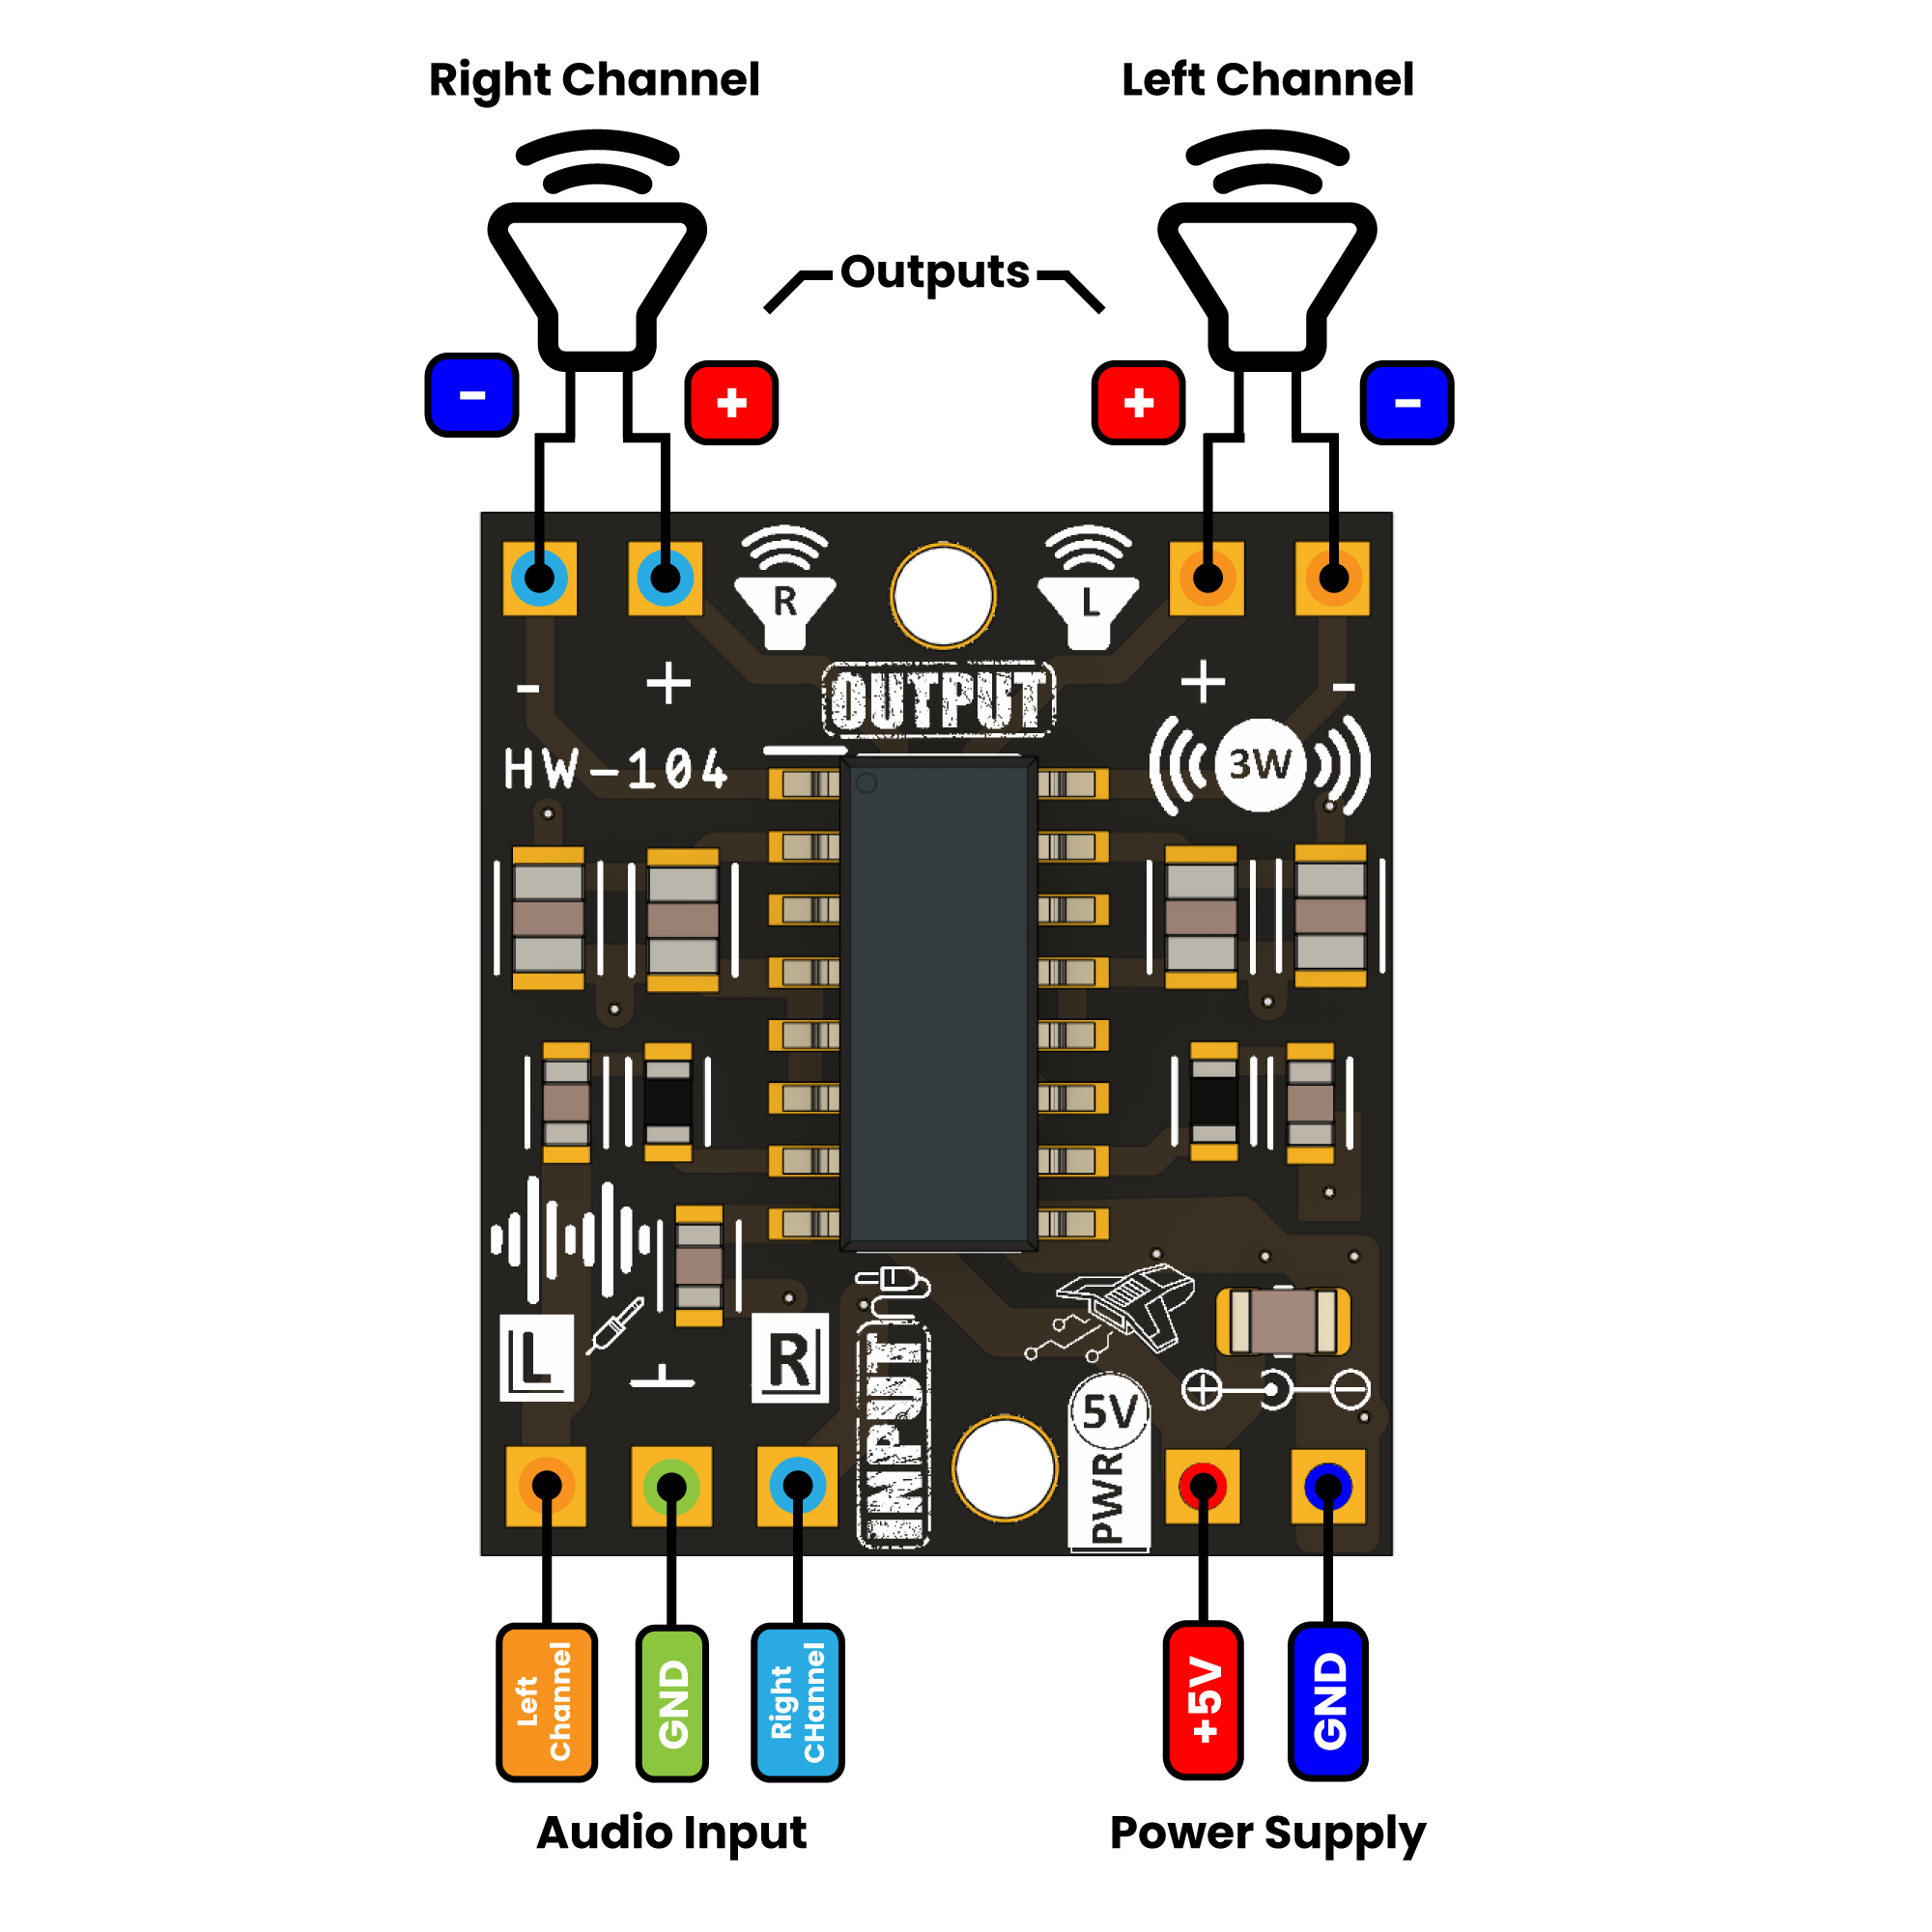 Right Channel
Left Channel
Outputs
-
+
+
-
R
L
OUTPUT
-
+
+
-
HW-104
3W
L
R
INPUT
5V
PWR
Left
Channel
GND
Right
CHannel
+5V
GND
Audio Input
Power Supply